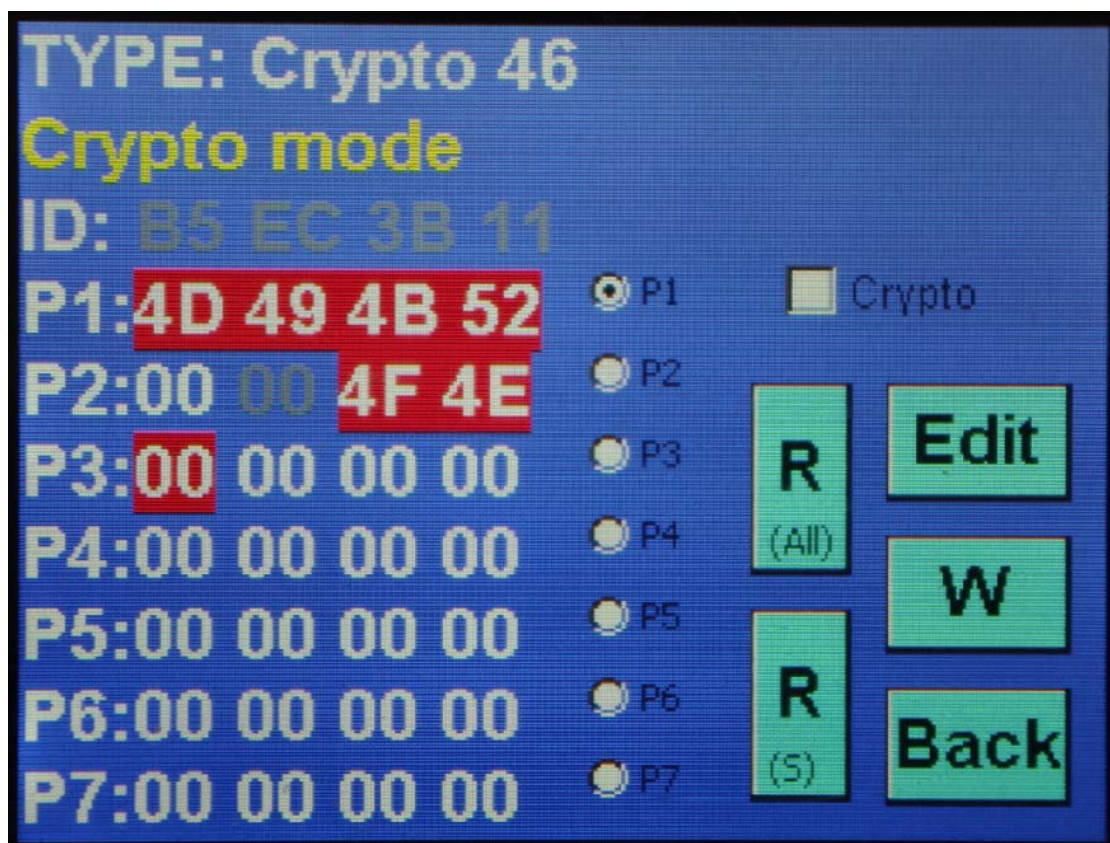 TYPE: Crypto 46
Crypto mode
ID: B5 EC 3B 11
P1:4D 49 4B 52
P1
Crypto
P2:00 00 4F 4E
P2
P3:00 00 00 00
P3
R
(All)
Edit
P4:00 00 00 00
P4
W
P5:00 00 00 00
P5
R
(S)
P6:00 00 00 00
P6
Back
P7:00 00 00 00
P7